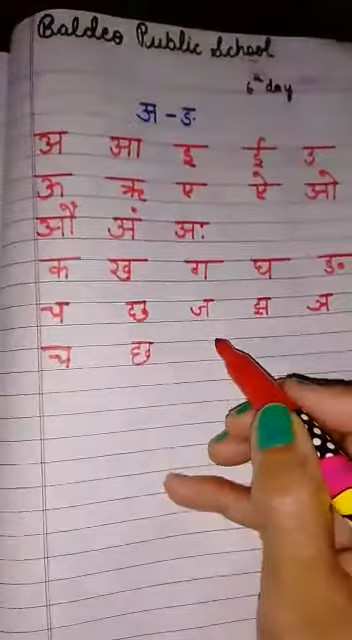 Baldeo Public School
6th day
अ - ङ
अ आ इ ई उ
ऊ ऋ ए ऐ ओ
औ अं अः
क ख ग घ ङ
च छ ज झ ञ
च छ